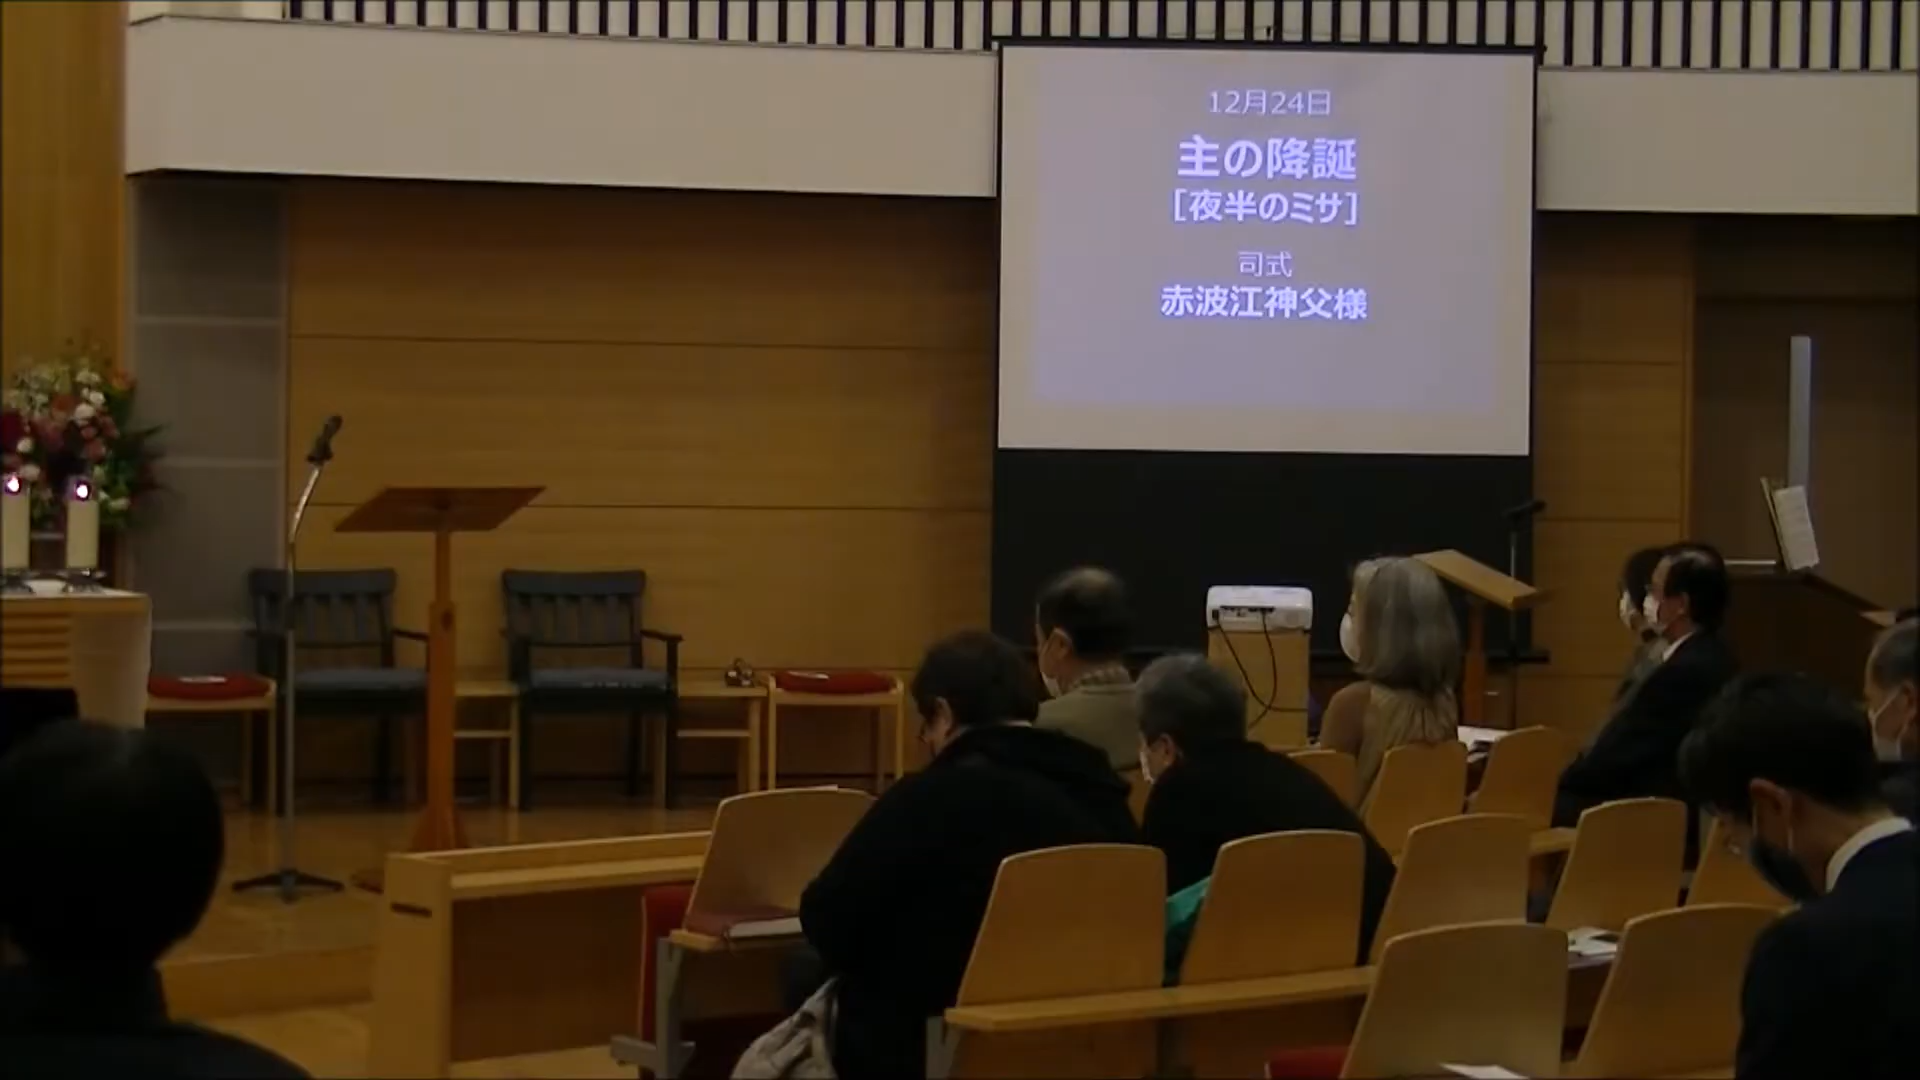 12月24日
主の降誕
［夜半のミサ］
司式
赤波江神父様